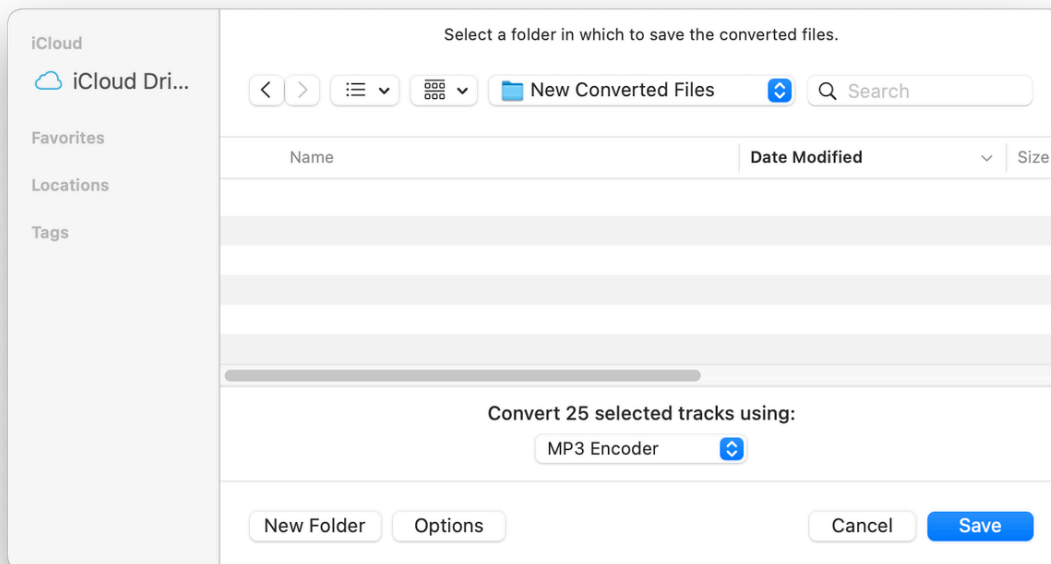 iCloud
iCloud Dri...
Favorites
Locations
Tags
Select a folder in which to save the converted files.
New Converted Files
Search
Name
Date Modified
Size
Convert 25 selected tracks using:
MP3 Encoder
New Folder
Options
Cancel
Save